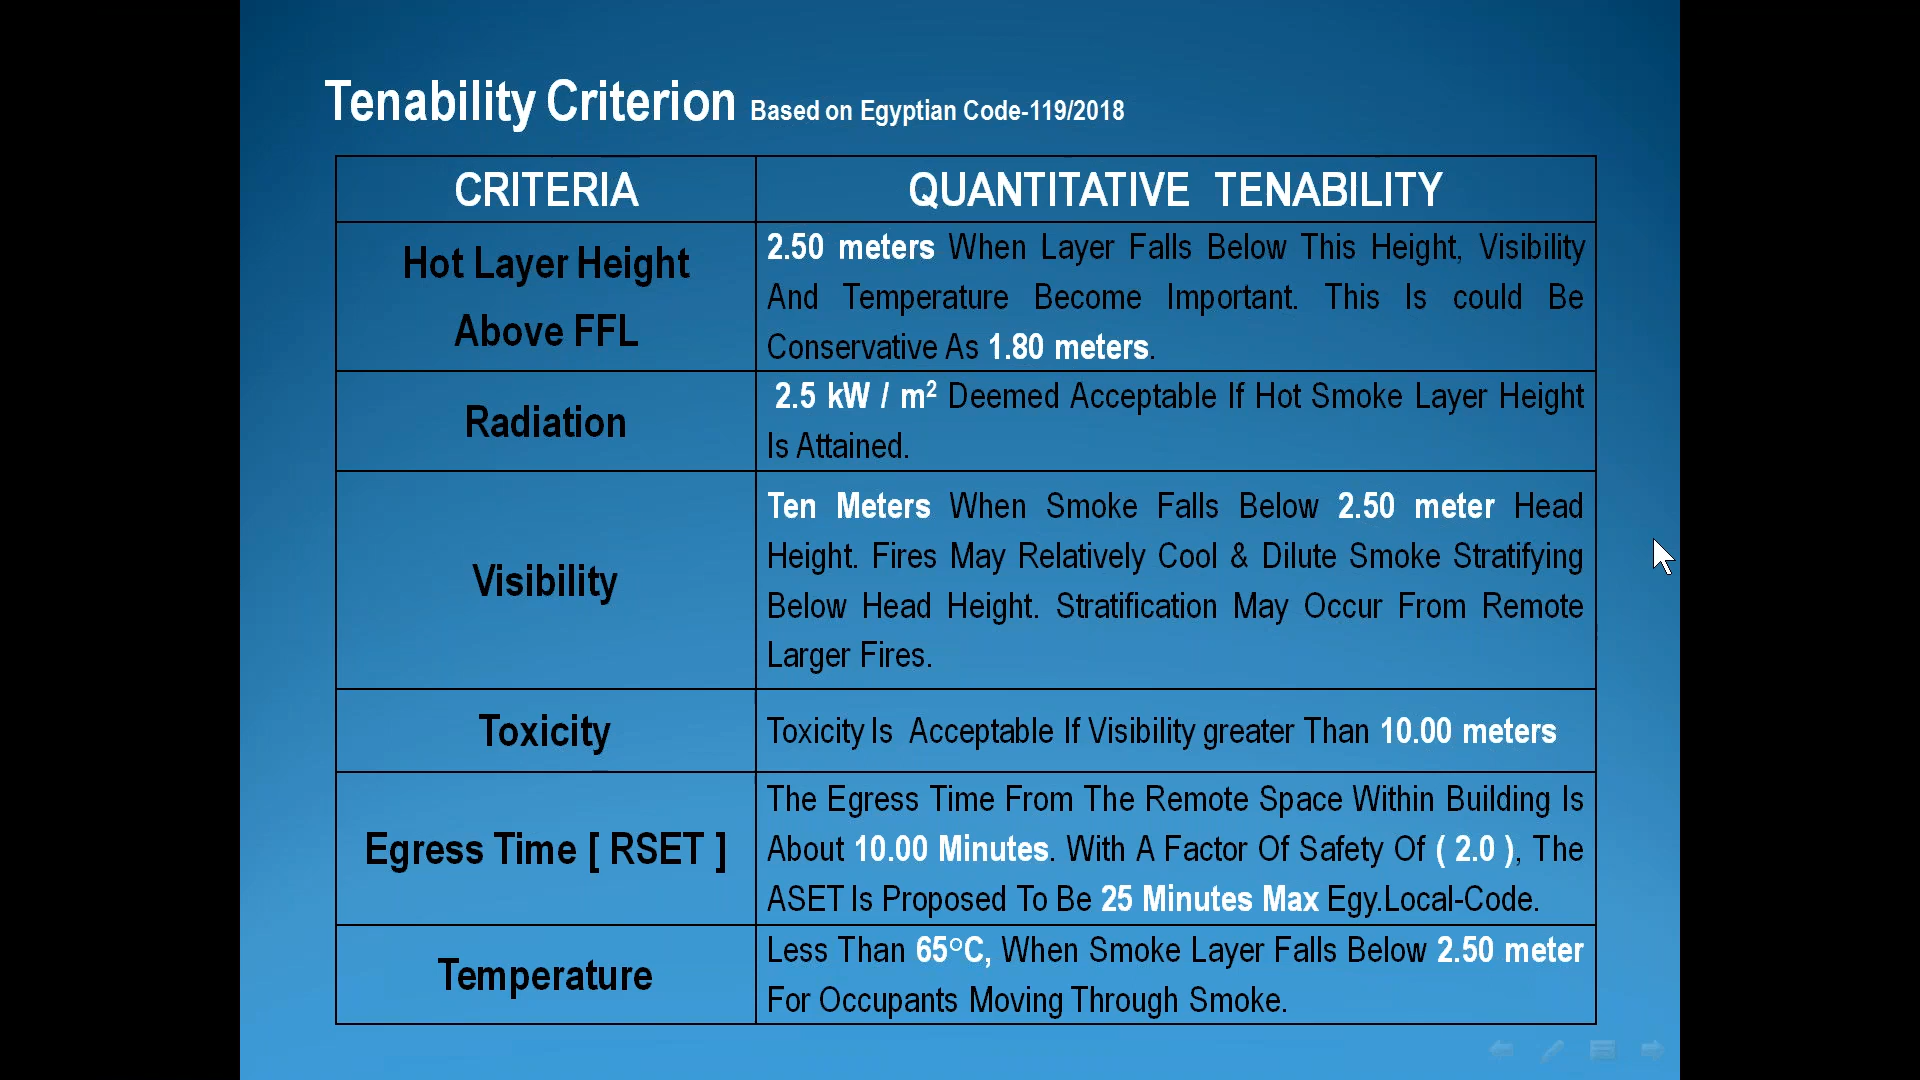 Tenability Criterion Based on Egyptian Code-119/2018
CRITERIA
QUANTITATIVE TENABILITY
Hot Layer Height
Above FFL
2.50 meters When Layer Falls Below This Height, Visibility
And Temperature Become Important. This Is could Be
Conservative As 1.80 meters.
Radiation
2.5 kW / m² Deemed Acceptable If Hot Smoke Layer Height
Is Attained.
Visibility
Ten Meters When Smoke Falls Below 2.50 meter Head
Height. Fires May Relatively Cool & Dilute Smoke Stratifying
Below Head Height. Stratification May Occur From Remote
Larger Fires.
Toxicity
Toxicity Is Acceptable If Visibility greater Than 10.00 meters
Egress Time [ RSET ]
The Egress Time From The Remote Space Within Building Is
About 10.00 Minutes. With A Factor Of Safety Of ( 2.0 ), The
ASET Is Proposed To Be 25 Minutes Max Egy.Local-Code.
Temperature
Less Than 65°C, When Smoke Layer Falls Below 2.50 meter
For Occupants Moving Through Smoke.